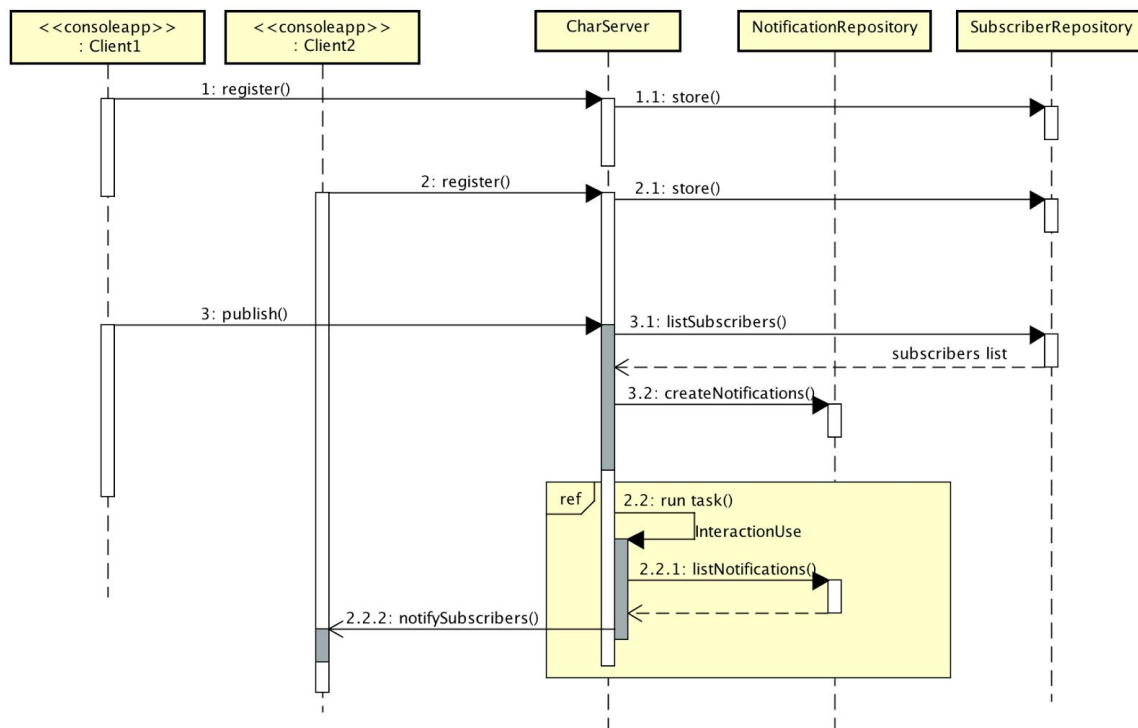 <<consoleapp>>
: Client1
<<consoleapp>>
: Client2
CharServer
NotificationRepository
SubscriberRepository
1: register()
1.1: store()
2: register()
2.1: store()
3: publish()
3.1: listSubscribers()
subscribers list
3.2: createNotifications()
ref
2.2: run task()
InteractionUse
2.2.1: listNotifications()
2.2.2: notifySubscribers()